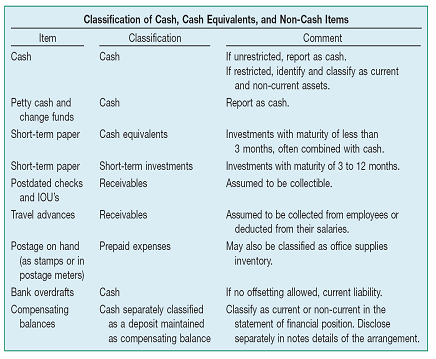 Classification of Cash, Cash Equivalents, and Non-Cash Items
Item Classification Comment
Cash Cash If unrestricted, report as cash.
If restricted, identify and classify as current
and non-current assets.
Petty cash and Cash Report as cash.
change funds
Short-term paper Cash equivalents Investments with maturity of less than
3 months, often combined with cash.
Short-term paper Short-term investments Investments with maturity of 3 to 12 months.
Postdated checks Receivables Assumed to be collectible.
and IOU's
Travel advances Receivables Assumed to be collected from employees or
deducted from their salaries.
Postage on hand Prepaid expenses May also be classified as office supplies
(as stamps or in inventory.
postage meters)
Bank overdrafts Cash If no offsetting allowed, current liability.
Compensating Cash separately classified Classify as current or non-current in the
balances as a deposit maintained statement of financial position. Disclose
as compensating balance separately in notes details of the arrangement.